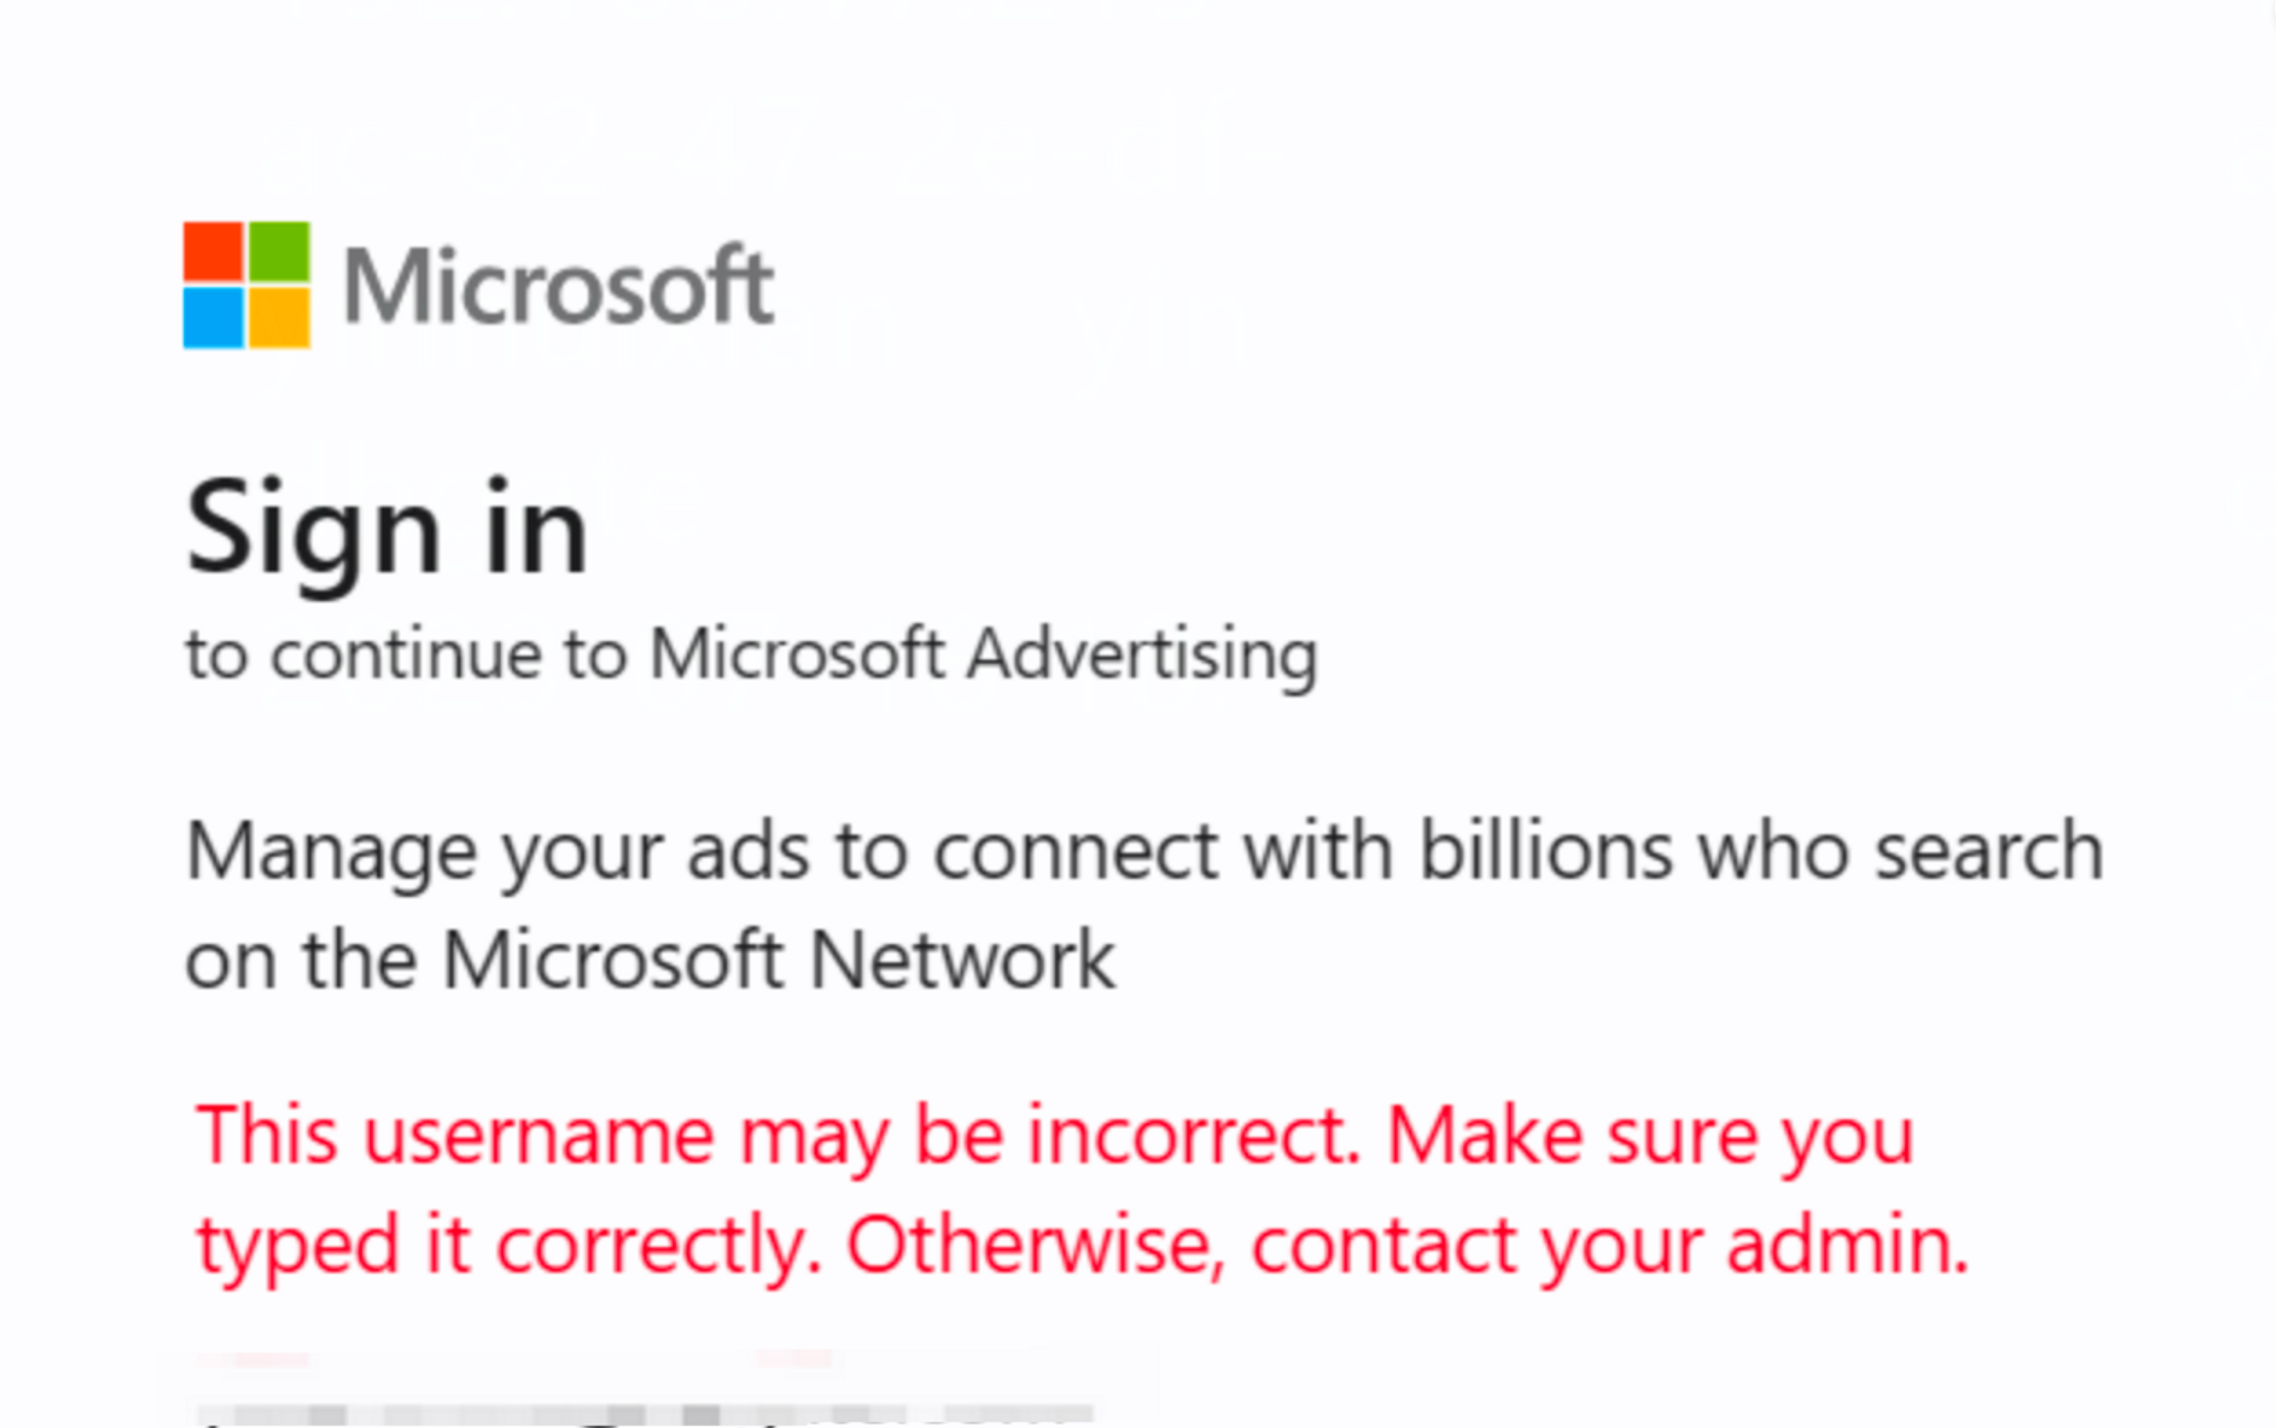 Microsoft
Sign in
to continue to Microsoft Advertising
Manage your ads to connect with billions who search
on the Microsoft Network
This username may be incorrect. Make sure you
typed it correctly. Otherwise, contact your admin.